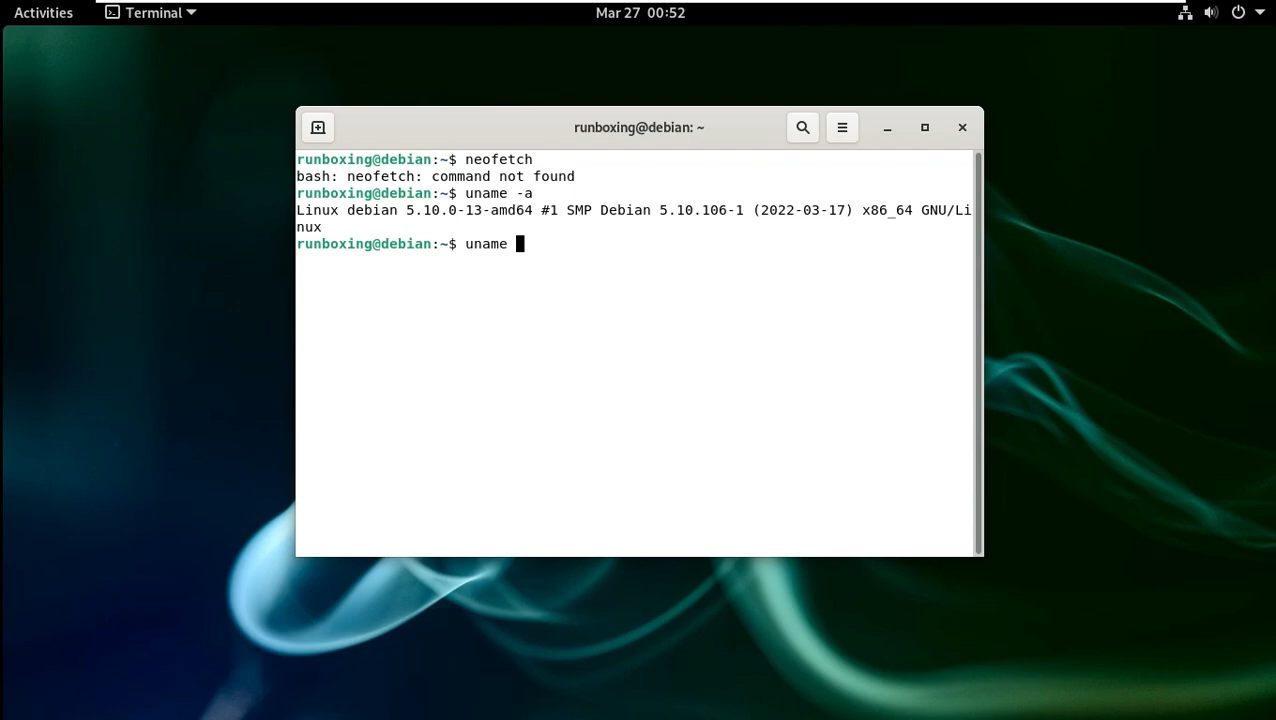 Activities Terminal Mar 27 00:52
runboxing@debian: ~
runboxing@debian:~$ neofetch
bash: neofetch: command not found
runboxing@debian:~$ uname -a
Linux debian 5.10.0-13-amd64 #1 SMP Debian 5.10.106-1 (2022-03-17) x86_64 GNU/Li
nux
runboxing@debian:~$ uname